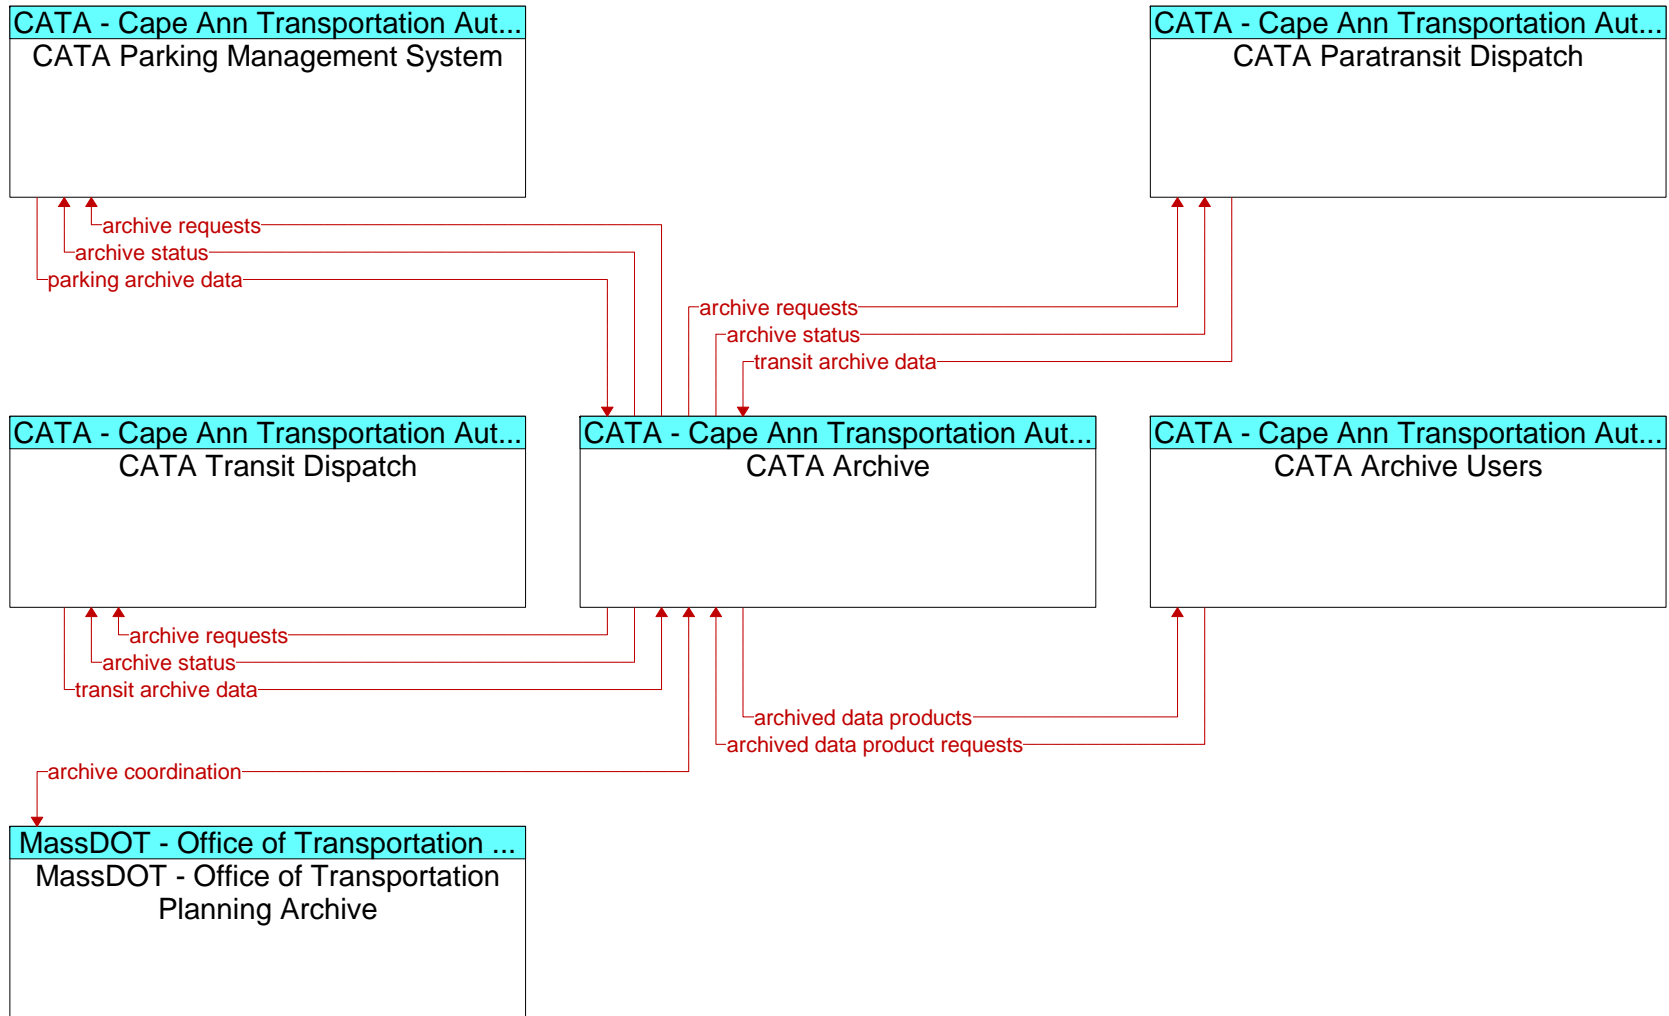 CATA - Cape Ann Transportation Aut...
CATA Parking Management System
CATA - Cape Ann Transportation Aut...
CATA Paratransit Dispatch
archive requests
archive status
parking archive data
archive requests
archive status
transit archive data
CATA - Cape Ann Transportation Aut...
CATA Transit Dispatch
CATA - Cape Ann Transportation Aut...
CATA Archive
CATA - Cape Ann Transportation Aut...
CATA Archive Users
archive requests
archive status
transit archive data
archived data products
archived data product requests
archive coordination
MassDOT - Office of Transportation ...
MassDOT - Office of Transportation
Planning Archive